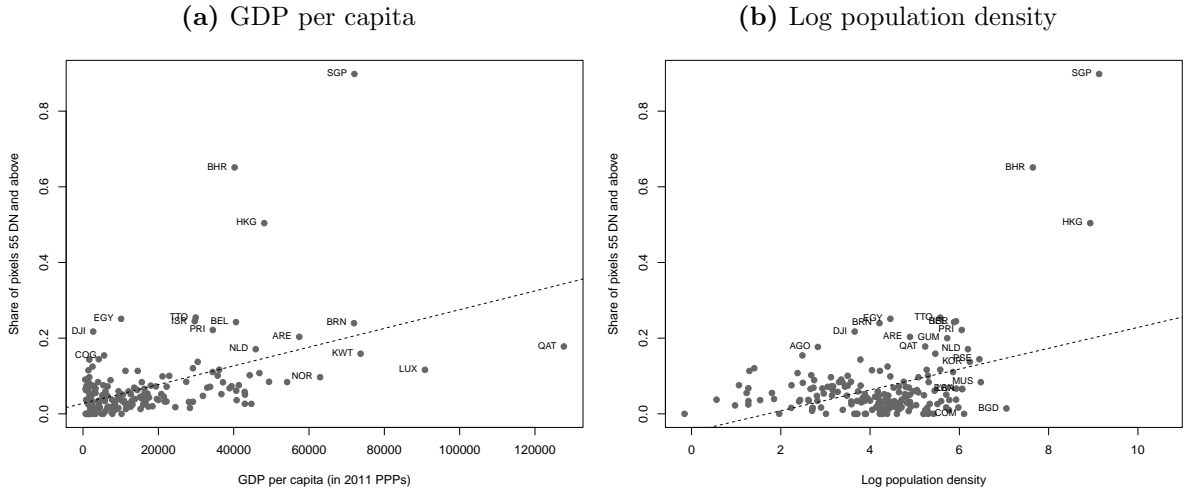 (a) GDP per capita
SGP
BHR
HKG
EGY
TTO
ISR
BEL
BRN
DJI
PRI
ARE
NLD
KWT
QAT
COG
LUX
NOR
0.0 0.2 0.4 0.6 0.8
Share of pixels 55 DN and above
0 20000 40000 60000 80000 100000 120000
GDP per capita (in 2011 PPPs)
(b) Log population density
SGP
BHR
HKG
EGY
TTO
BRN
DJI
PRI
ARE
GUM
AGO
QAT
NLD
PSE
KOR
MUS
COM
BGD
0.0 0.2 0.4 0.6 0.8
Share of pixels 55 DN and above
0 2 4 6 8 10
Log population density